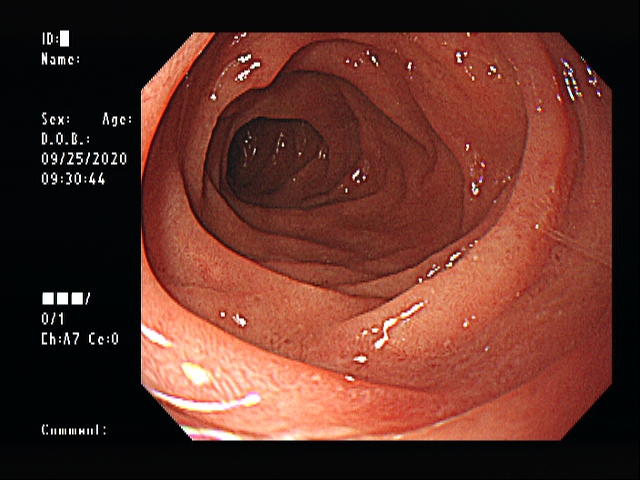 ID:
Name:
Sex: Age:
D.O.B.:
09/25/2020
09:30:44
■■■/
0/1
Eh:A7 Ce:0
Comment: